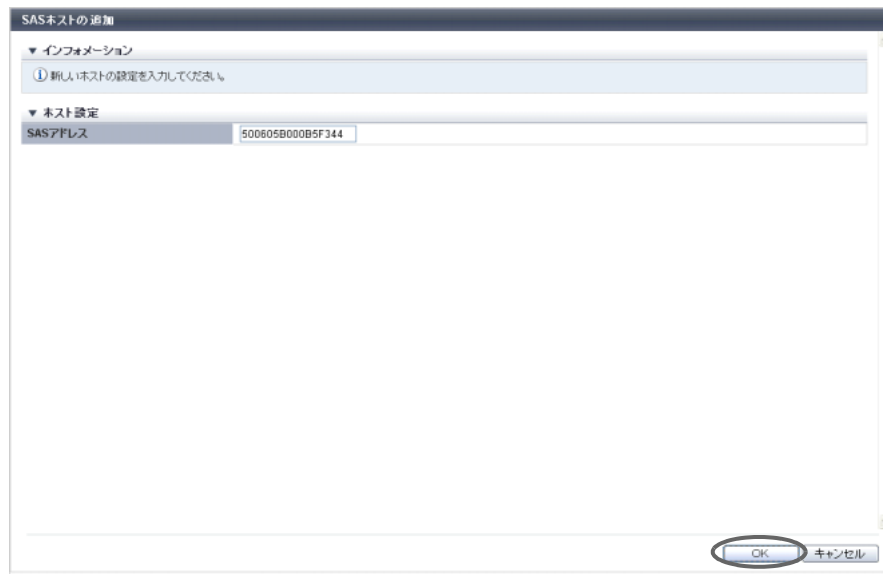 SASホストの追加
▼ インフォメーション
新しいホストの設定を入力してください。
▼ ホスト設定
SASアドレス 500605B000B5F344
OK キャンセル